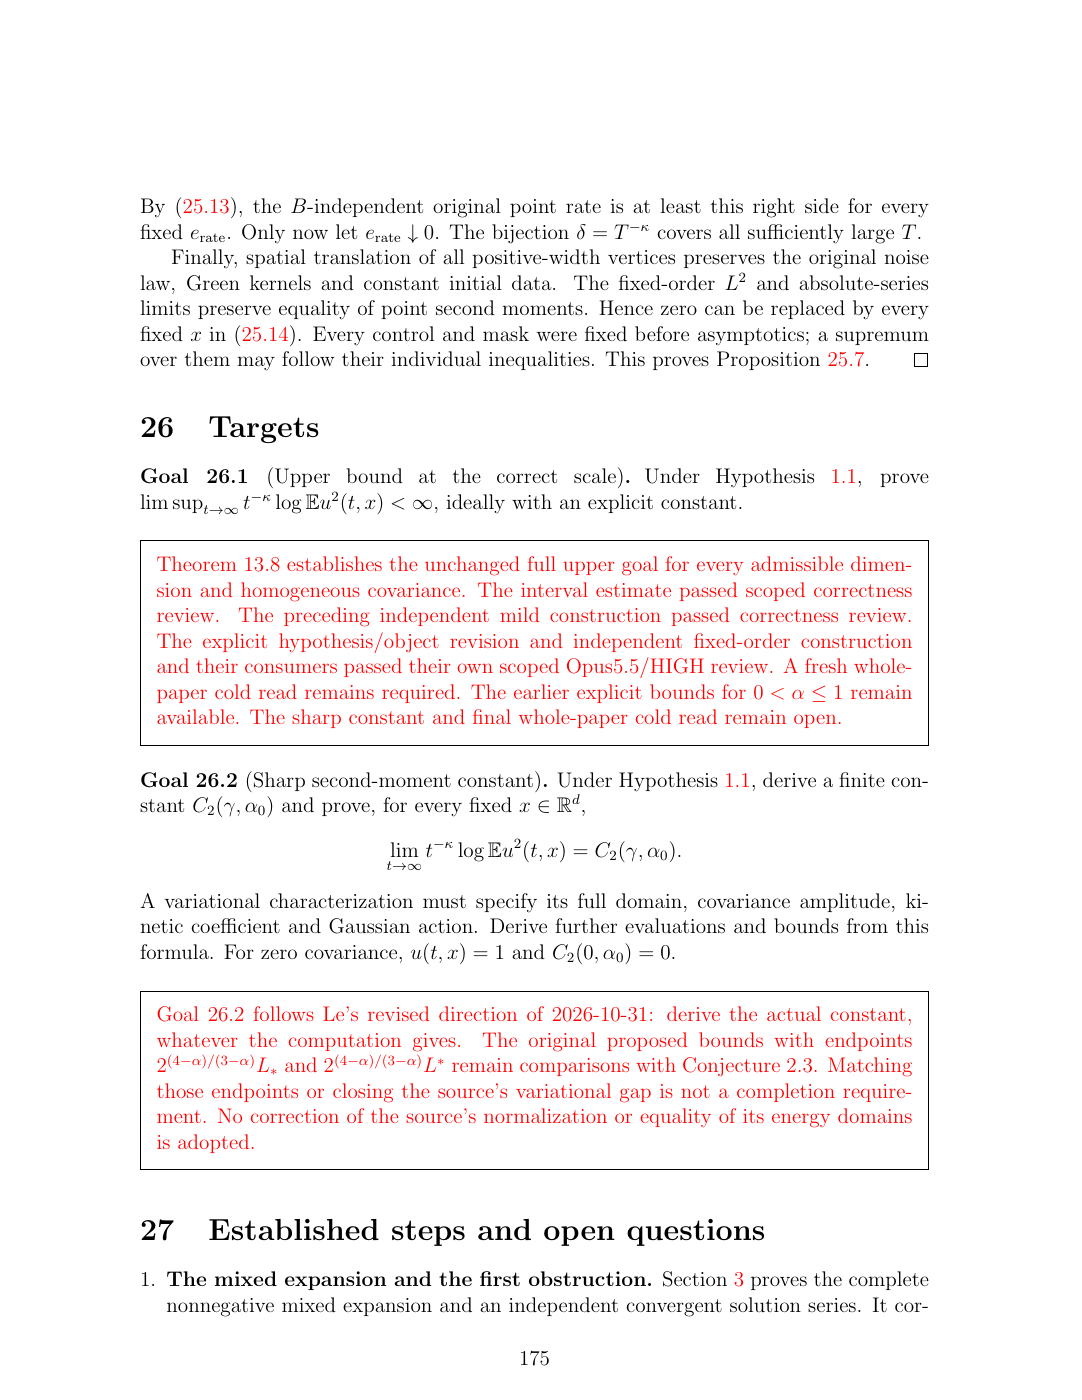 By (25.13), the B-independent original point rate is at least this right side for every
fixed e_rate. Only now let e_rate ↓ 0. The bijection δ = T^{−κ} covers all sufficiently large T.
Finally, spatial translation of all positive-width vertices preserves the original noise
law, Green kernels and constant initial data. The fixed-order L² and absolute-series
limits preserve equality of point second moments. Hence zero can be replaced by every
fixed x in (25.14). Every control and mask were fixed before asymptotics; a supremum
over them may follow their individual inequalities. This proves Proposition 25.7. □
26 Targets
Goal 26.1 (Upper bound at the correct scale). Under Hypothesis 1.1, prove
lim sup_{t→∞} t^{−κ} log 𝔼u²(t, x) < ∞, ideally with an explicit constant.
Theorem 13.8 establishes the unchanged full upper goal for every admissible dimen-
sion and homogeneous covariance. The interval estimate passed scoped correctness
review. The preceding independent mild construction passed correctness review.
The explicit hypothesis/object revision and independent fixed-order construction
and their consumers passed their own scoped Opus5.5/HIGH review. A fresh whole-
paper cold read remains required. The earlier explicit bounds for 0 < α ≤ 1 remain
available. The sharp constant and final whole-paper cold read remain open.
Goal 26.2 (Sharp second-moment constant). Under Hypothesis 1.1, derive a finite con-
stant C₂(γ, α₀) and prove, for every fixed x ∈ ℝ^d,
lim_{t→∞} t^{−κ} log 𝔼u²(t, x) = C₂(γ, α₀).
A variational characterization must specify its full domain, covariance amplitude, ki-
netic coefficient and Gaussian action. Derive further evaluations and bounds from this
formula. For zero covariance, u(t, x) = 1 and C₂(0, α₀) = 0.
Goal 26.2 follows Le's revised direction of 2026-10-31: derive the actual constant,
whatever the computation gives. The original proposed bounds with endpoints
2^{(4−α)/(3−α)}L_* and 2^{(4−α)/(3−α)}L^* remain comparisons with Conjecture 2.3. Matching
those endpoints or closing the source's variational gap is not a completion require-
ment. No correction of the source's normalization or equality of its energy domains
is adopted.
27 Established steps and open questions
1. The mixed expansion and the first obstruction. Section 3 proves the complete
nonnegative mixed expansion and an independent convergent solution series. It cor-
175